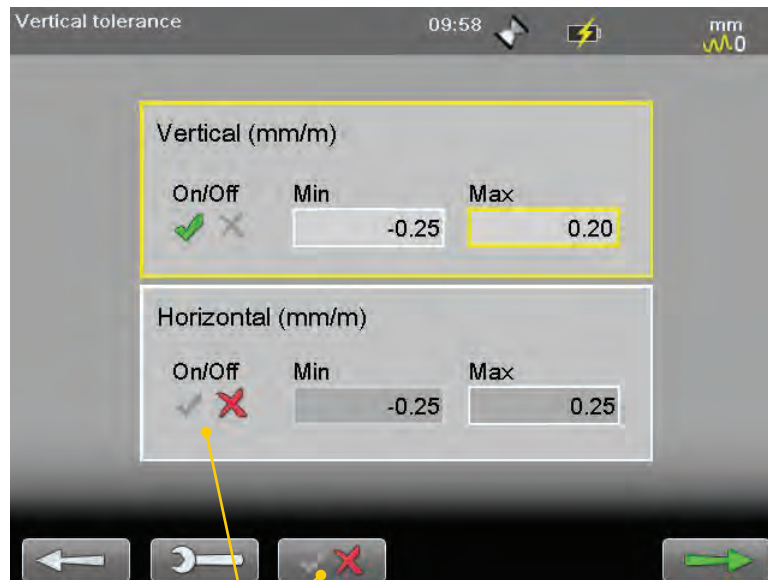 Vertical tolerance 09:58 mm
0
Vertical (mm/m)
On/Off Min Max
-0.25 0.20
Horizontal (mm/m)
On/Off Min Max
-0.25 0.25